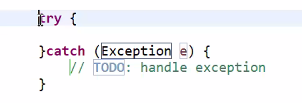 try {
}catch (Exception e) {
// TODO: handle exception
}